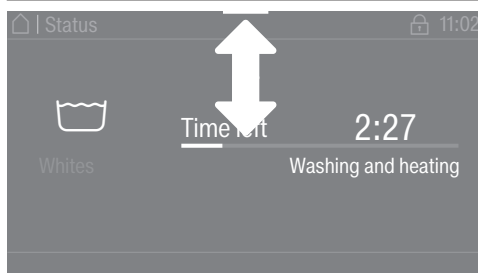 | Status 11:02
Time left 2:27
Whites Washing and heating